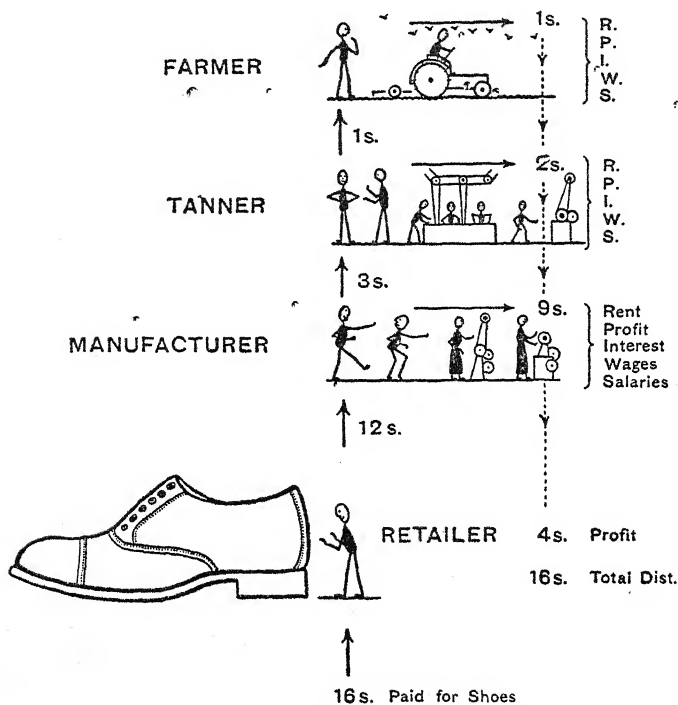 1s.
R.
P.
I.
W.
S.
FARMER
1s.
2s.
R.
P.
I.
W.
S.
TANNER
3s.
9s.
Rent
Profit
Interest
Wages
Salaries
MANUFACTURER
12s.
RETAILER 4s. Profit
16s. Total Dist.
16s. Paid for Shoes